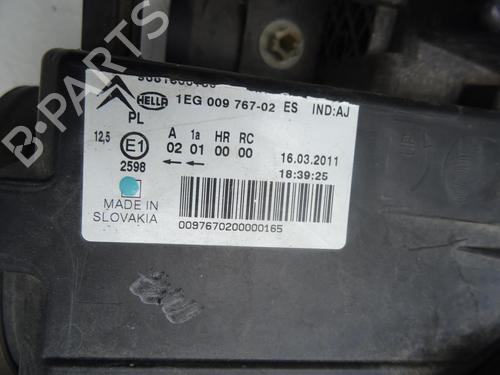 HELLA 1EG 009 767-02 ES IND:AJ
PL
12,5 A 1a HR RC
E1 02 01 00 00 16.03.2011
2598 18:39:25
MADE IN
SLOVAKIA 0097670200000165
B-PARTS